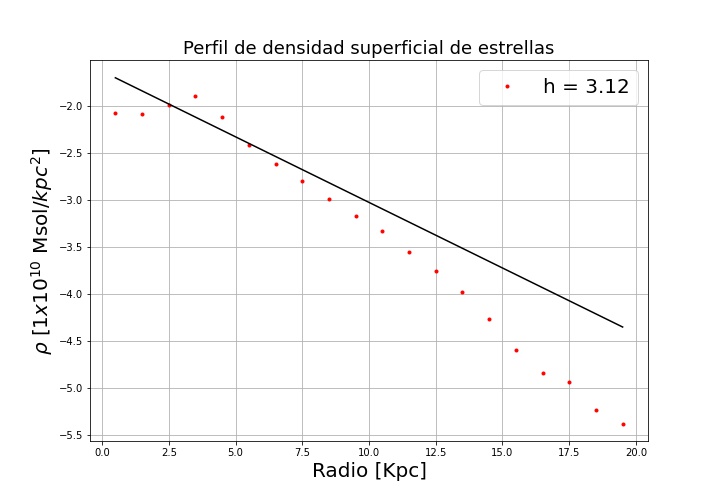 Perfil de densidad superficial de estrellas
h = 3.12
−2.0
−2.5
−3.0
−3.5
−4.0
−4.5
−5.0
−5.5
ρ [1x10¹⁰ Msol/kpc²]
0.0 2.5 5.0 7.5 10.0 12.5 15.0 17.5 20.0
Radio [Kpc]